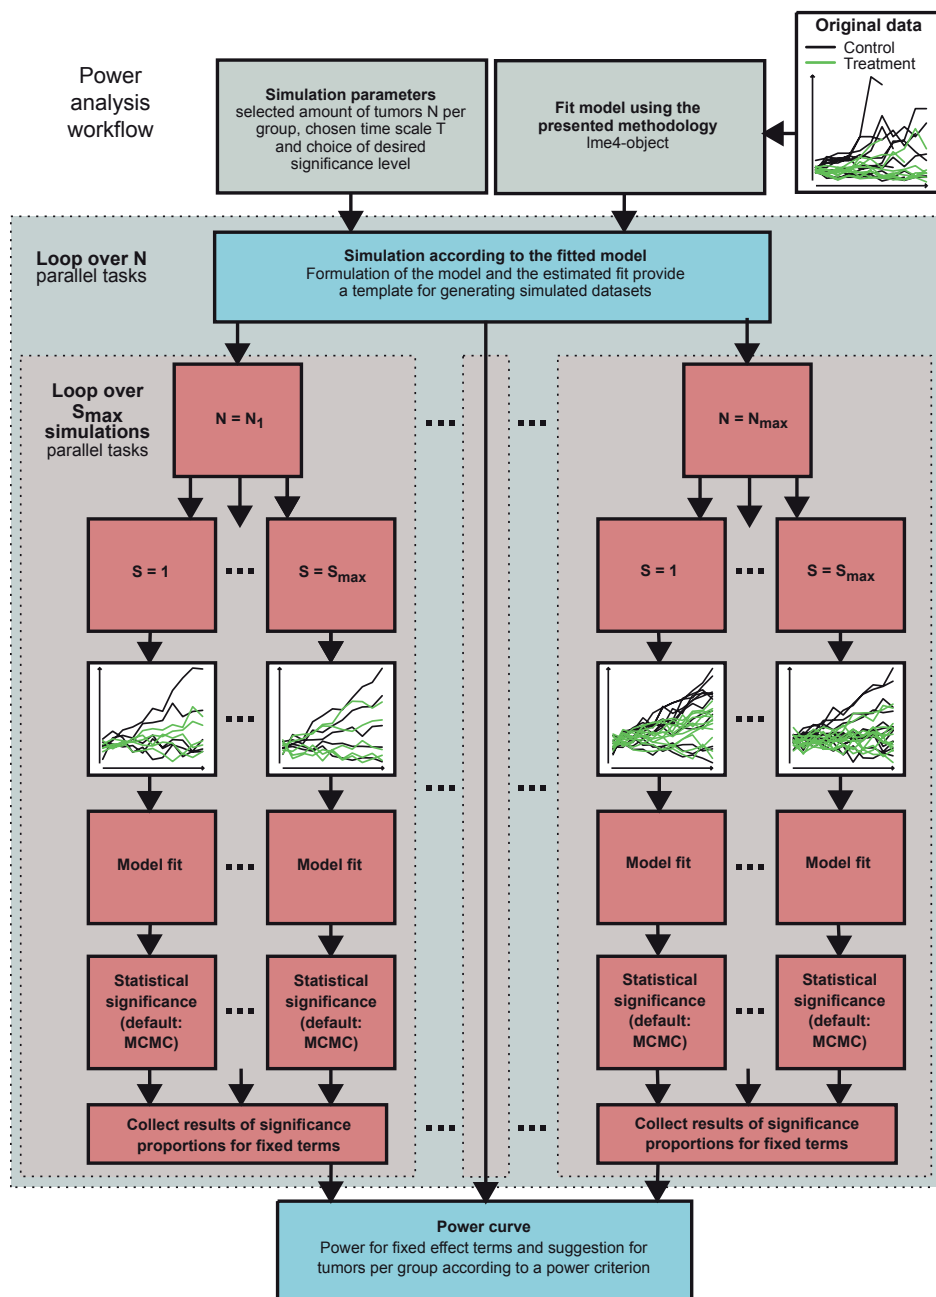 Power
analysis
workflow
Simulation parameters
selected amount of tumors N per
group, chosen time scale T
and choice of desired
significance level
Fit model using the
presented methodology
lme4-object
Original data
Control
Treatment
Loop over N
parallel tasks
Simulation according to the fitted model
Formulation of the model and the estimated fit provide
a template for generating simulated datasets
Loop over
Smax
simulations
parallel tasks
N = N1
N = Nmax
S = 1
S = Smax
S = 1
S = Smax
Model fit
Model fit
Model fit
Model fit
Statistical
significance
(default:
MCMC)
Statistical
significance
(default:
MCMC)
Statistical
significance
(default:
MCMC)
Statistical
significance
(default:
MCMC)
Collect results of significance
proportions for fixed terms
Collect results of significance
proportions for fixed terms
Power curve
Power for fixed effect terms and suggestion for
tumors per group according to a power criterion